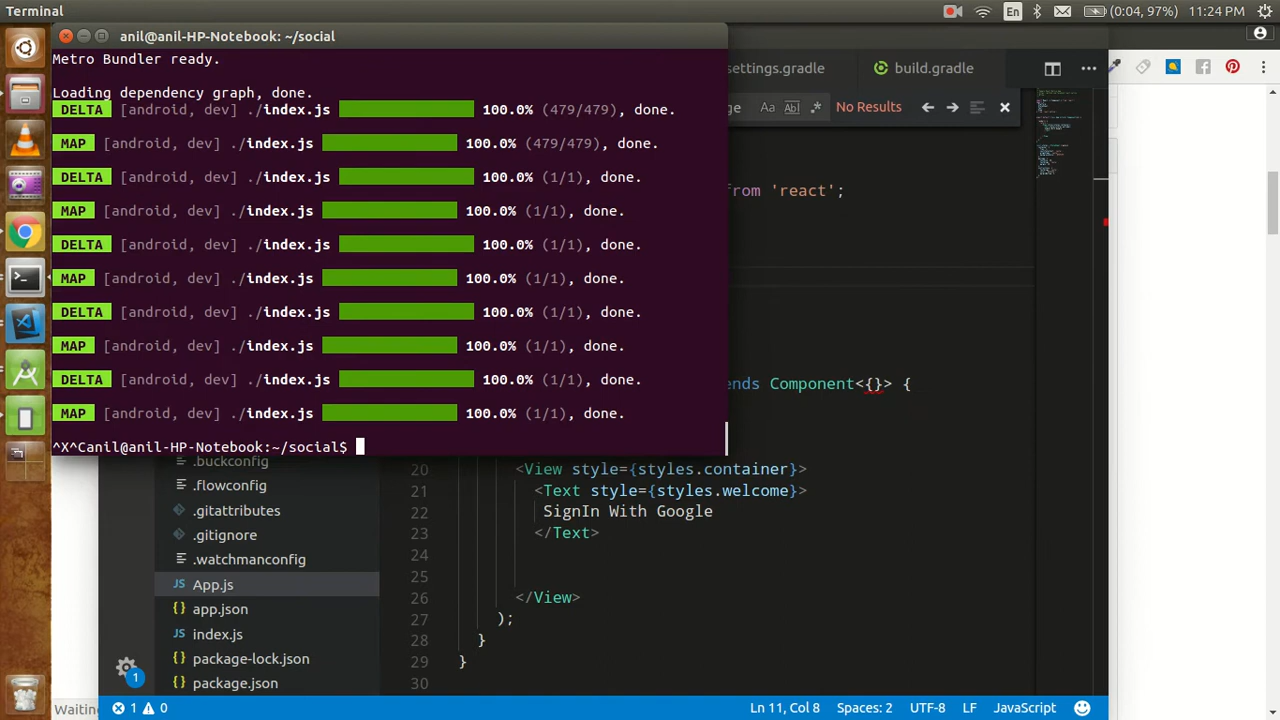 Terminal
En
(0:04, 97%)
11:24 PM
anil@anil-HP-Notebook: ~/social
Metro Bundler ready.
Loading dependency graph, done.
DELTA [android, dev] ./index.js 100.0% (479/479), done.
MAP [android, dev] ./index.js 100.0% (479/479), done.
DELTA [android, dev] ./index.js 100.0% (1/1), done.
MAP [android, dev] ./index.js 100.0% (1/1), done.
DELTA [android, dev] ./index.js 100.0% (1/1), done.
MAP [android, dev] ./index.js 100.0% (1/1), done.
DELTA [android, dev] ./index.js 100.0% (1/1), done.
MAP [android, dev] ./index.js 100.0% (1/1), done.
DELTA [android, dev] ./index.js 100.0% (1/1), done.
MAP [android, dev] ./index.js 100.0% (1/1), done.
^X^Canil@anil-HP-Notebook:~/social$
settings.gradle
build.gradle
Aa Ab| .* No Results
from 'react';
ends Component<{}> {
.buckconfig
.flowconfig
.gitattributes
.gitignore
.watchmanconfig
JS App.js
{} app.json
JS index.js
{} package-lock.json
{} package.json
20 <View style={styles.container}>
21 <Text style={styles.welcome}>
22 SignIn With Google
23 </Text>
24
25
26 </View>
27 );
28 }
29 }
30
1
Waiting
1 0
Ln 11, Col 8
Spaces: 2
UTF-8
LF
JavaScript